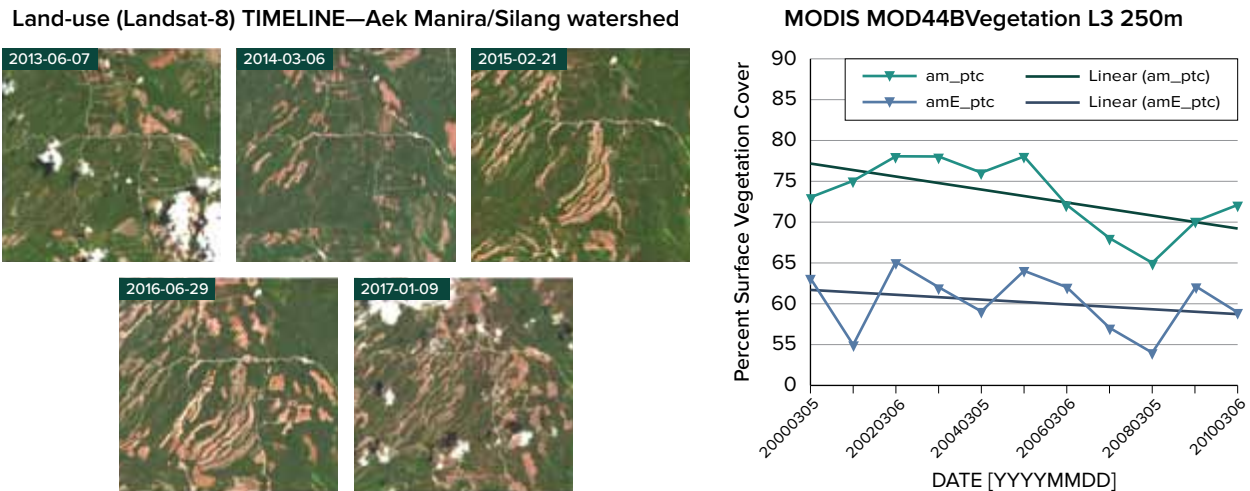 Land-use (Landsat-8) TIMELINE—Aek Manira/Silang watershed
2013-06-07
2014-03-06
2015-02-21
2016-06-29
2017-01-09
MODIS MOD44BVegetation L3 250m
am_ptc
Linear (am_ptc)
amE_ptc
Linear (amE_ptc)
Percent Surface Vegetation Cover
90
85
80
75
70
65
60
55
0
20000305
20020306
20040305
20060306
20080305
20100306
DATE [YYYYMMDD]